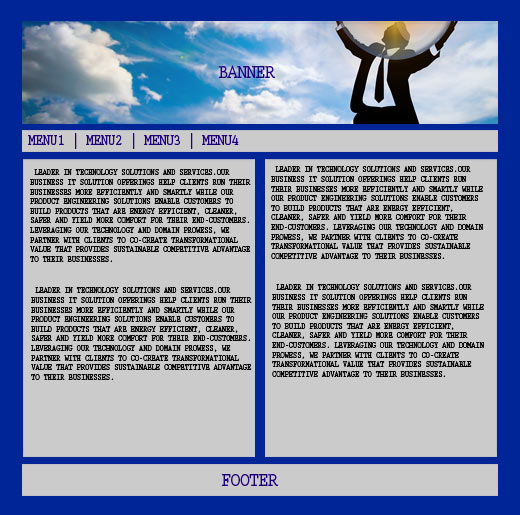 BANNER
MENU1 | MENU2 | MENU3 | MENU4
LEADER IN TECHNOLOGY SOLUTIONS AND SERVICES.OUR
BUSINESS IT SOLUTION OFFERINGS HELP CLIENTS RUN THEIR
BUSINESSES MORE EFFICIENTLY AND SMARTLY WHILE OUR
PRODUCT ENGINEERING SOLUTIONS ENABLE CUSTOMERS TO
BUILD PRODUCTS THAT ARE ENERGY EFFICIENT, CLEANER,
SAFER AND YIELD MORE COMFORT FOR THEIR END-CUSTOMERS.
LEVERAGING OUR TECHNOLOGY AND DOMAIN PROWESS, WE
PARTNER WITH CLIENTS TO CO-CREATE TRANSFORMATIONAL
VALUE THAT PROVIDES SUSTAINABLE COMPETITIVE ADVANTAGE
TO THEIR BUSINESSES.
LEADER IN TECHNOLOGY SOLUTIONS AND SERVICES.OUR
BUSINESS IT SOLUTION OFFERINGS HELP CLIENTS RUN THEIR
BUSINESSES MORE EFFICIENTLY AND SMARTLY WHILE OUR
PRODUCT ENGINEERING SOLUTIONS ENABLE CUSTOMERS TO
BUILD PRODUCTS THAT ARE ENERGY EFFICIENT, CLEANER,
SAFER AND YIELD MORE COMFORT FOR THEIR END-CUSTOMERS.
LEVERAGING OUR TECHNOLOGY AND DOMAIN PROWESS, WE
PARTNER WITH CLIENTS TO CO-CREATE TRANSFORMATIONAL
VALUE THAT PROVIDES SUSTAINABLE COMPETITIVE ADVANTAGE
TO THEIR BUSINESSES.
LEADER IN TECHNOLOGY SOLUTIONS AND SERVICES.OUR
BUSINESS IT SOLUTION OFFERINGS HELP CLIENTS RUN
THEIR BUSINESSES MORE EFFICIENTLY AND SMARTLY WHILE
OUR PRODUCT ENGINEERING SOLUTIONS ENABLE CUSTOMERS
TO BUILD PRODUCTS THAT ARE ENERGY EFFICIENT,
CLEANER, SAFER AND YIELD MORE COMFORT FOR THEIR
END-CUSTOMERS. LEVERAGING OUR TECHNOLOGY AND DOMAIN
PROWESS, WE PARTNER WITH CLIENTS TO CO-CREATE
TRANSFORMATIONAL VALUE THAT PROVIDES SUSTAINABLE
COMPETITIVE ADVANTAGE TO THEIR BUSINESSES.
LEADER IN TECHNOLOGY SOLUTIONS AND SERVICES.OUR
BUSINESS IT SOLUTION OFFERINGS HELP CLIENTS RUN
THEIR BUSINESSES MORE EFFICIENTLY AND SMARTLY WHILE
OUR PRODUCT ENGINEERING SOLUTIONS ENABLE CUSTOMERS
TO BUILD PRODUCTS THAT ARE ENERGY EFFICIENT,
CLEANER, SAFER AND YIELD MORE COMFORT FOR THEIR
END-CUSTOMERS. LEVERAGING OUR TECHNOLOGY AND DOMAIN
PROWESS, WE PARTNER WITH CLIENTS TO CO-CREATE
TRANSFORMATIONAL VALUE THAT PROVIDES SUSTAINABLE
COMPETITIVE ADVANTAGE TO THEIR BUSINESSES.
FOOTER